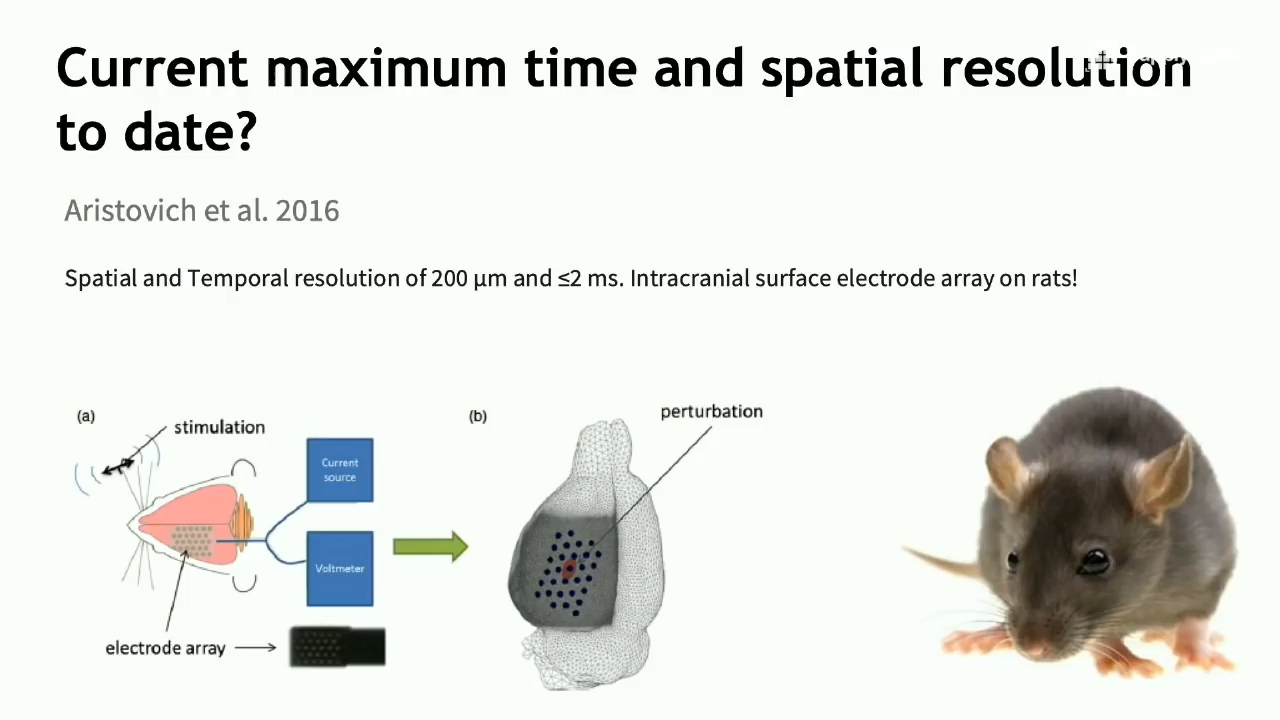 Current maximum time and spatial resolution
to date?
Aristovich et al. 2016
Spatial and Temporal resolution of 200 µm and ≤2 ms. Intracranial surface electrode array on rats!
(a)
stimulation
Current
source
Voltmeter
electrode array
(b)
perturbation